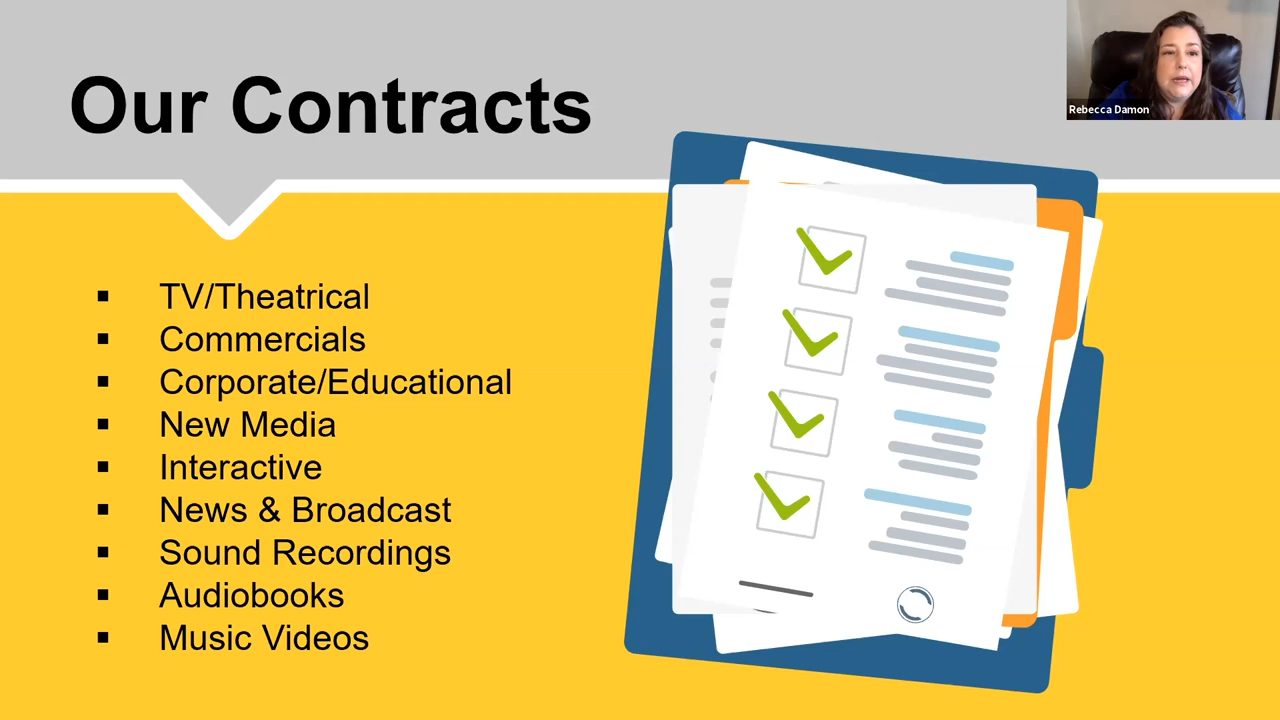 Our Contracts
Rebecca Damon
▪ TV/Theatrical
▪ Commercials
▪ Corporate/Educational
▪ New Media
▪ Interactive
▪ News & Broadcast
▪ Sound Recordings
▪ Audiobooks
▪ Music Videos